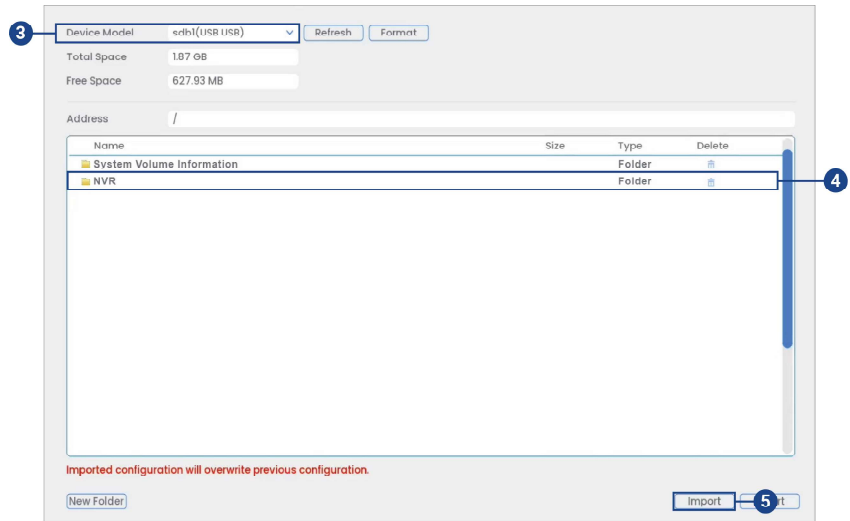 3 Device Model sdb1(USB USB) Refresh Format
Total Space 1.87 GB
Free Space 627.93 MB
Address /
Name Size Type Delete
System Volume Information Folder
NVR Folder 4
Imported configuration will overwrite previous configuration.
New Folder Import 5